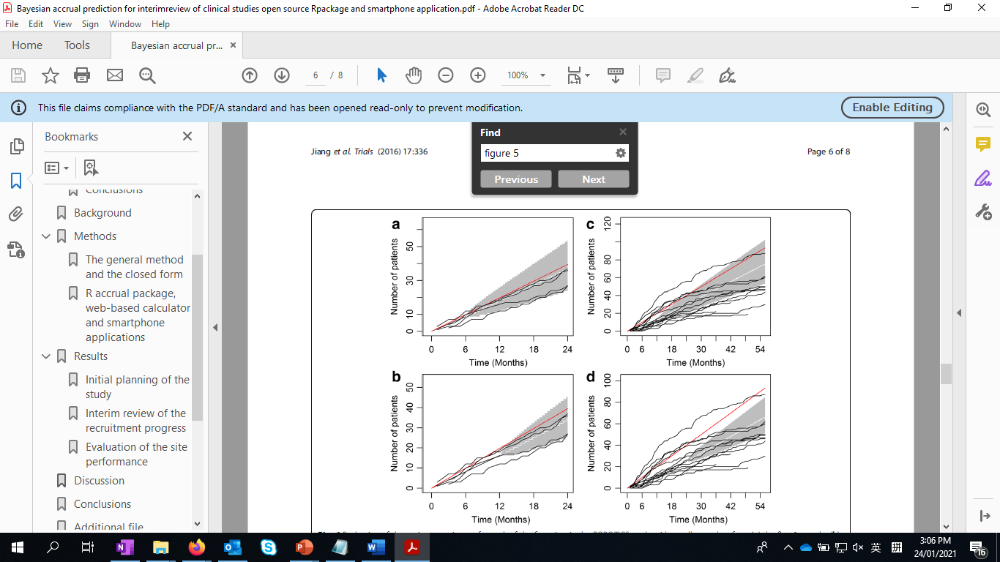 Bayesian accrual prediction for interimreview of clinical studies open source Rpackage and smartphone application.pdf - Adobe Acrobat Reader DC
File Edit View Sign Window Help
Home Tools Bayesian accrual pr... ×
6 / 8 100%
This file claims compliance with the PDF/A standard and has been opened read-only to prevent modification.
Enable Editing
Bookmarks
Conclusions
Background
Methods
The general method
and the closed form
R accrual package,
web-based calculator
and smartphone
applications
Results
Initial planning of the
study
Interim review of the
recruitment progress
Evaluation of the site
performance
Discussion
Conclusions
Additional file
Find
figure 5
Previous Next
Jiang et al. Trials (2016) 17:336
Page 6 of 8
a
Number of patients
0 10 30 50
0 6 12 18 24
Time (Months)
c
Number of patients
0 20 40 60 80 120
0 6 18 30 42 54
Time (Months)
b
Number of patients
0 10 20 30 40 50
0 6 12 18 24
Time (Months)
d
Number of patients
0 20 40 60 80 100
0 6 18 30 42 54
Time (Months)
英 拼
3:06 PM
24/01/2021
16